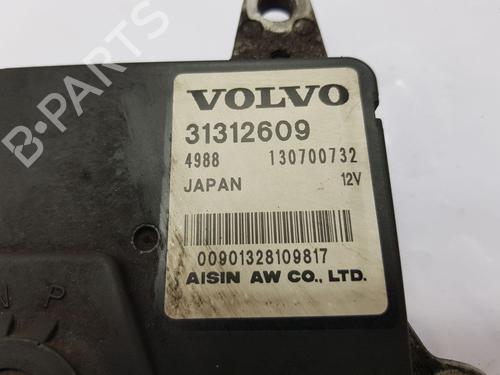 B-PARTS
VOLVO
31312609
4988 130700732
JAPAN 12V
00901328109817
AISIN AW CO., LTD.
N P